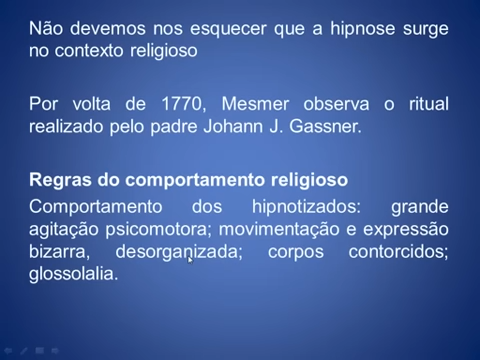 Não devemos nos esquecer que a hipnose surge
no contexto religioso
Por volta de 1770, Mesmer observa o ritual
realizado pelo padre Johann J. Gassner.
Regras do comportamento religioso
Comportamento dos hipnotizados: grande
agitação psicomotora; movimentação e expressão
bizarra, desorganizada; corpos contorcidos;
glossolalia.